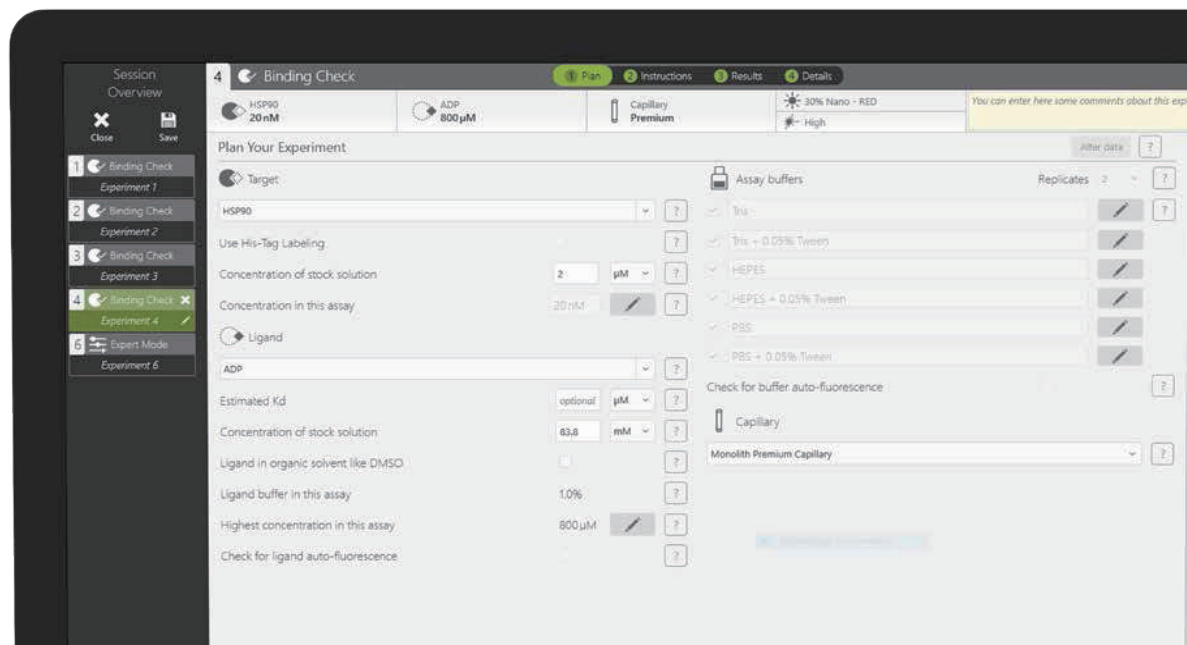 Session
Overview
Close
Save
1 Binding Check
Experiment 1
2 Binding Check
Experiment 2
3 Binding Check
Experiment 3
4 Binding Check
Experiment 4
6 Expert Mode
Experiment 6
4 Binding Check
1 Plan
2 Instructions
3 Results
4 Details
HSP90
20 nM
ADP
800 µM
Capillary
Premium
30% Nano - RED
High
You can enter here some comments about this exp
Plan Your Experiment
Alter data
?
Target
HSP90
?
Use His-Tag Labeling
?
Concentration of stock solution
2
µM
?
Concentration in this assay
20 nM
?
Ligand
ADP
?
Estimated Kd
optional
µM
?
Concentration of stock solution
83.8
mM
?
Ligand in organic solvent like DMSO
?
Ligand buffer in this assay
1.0%
?
Highest concentration in this assay
800 µM
?
Check for ligand auto-fluorescence
?
Assay buffers
Replicates
2
?
Tris
?
Tris + 0.05% Tween
HEPES
HEPES + 0.05% Tween
PBS
PBS + 0.05% Tween
Check for buffer auto-fluorescence
?
Capillary
Monolith Premium Capillary
?